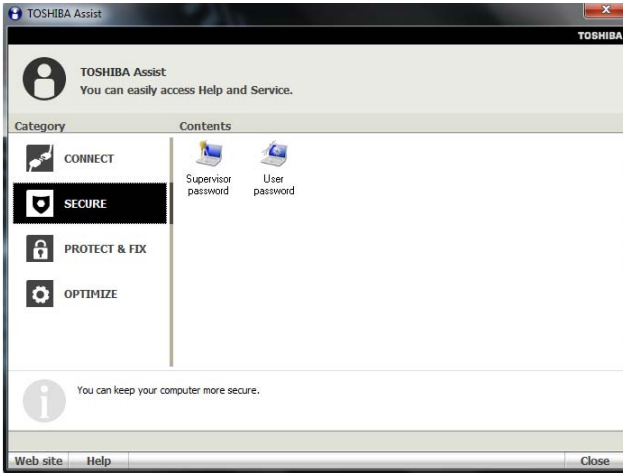 TOSHIBA Assist
TOSHIBA
TOSHIBA Assist
You can easily access Help and Service.
Category
Contents
CONNECT
SECURE
PROTECT & FIX
OPTIMIZE
Supervisor
password
User
password
You can keep your computer more secure.
Web site
Help
Close